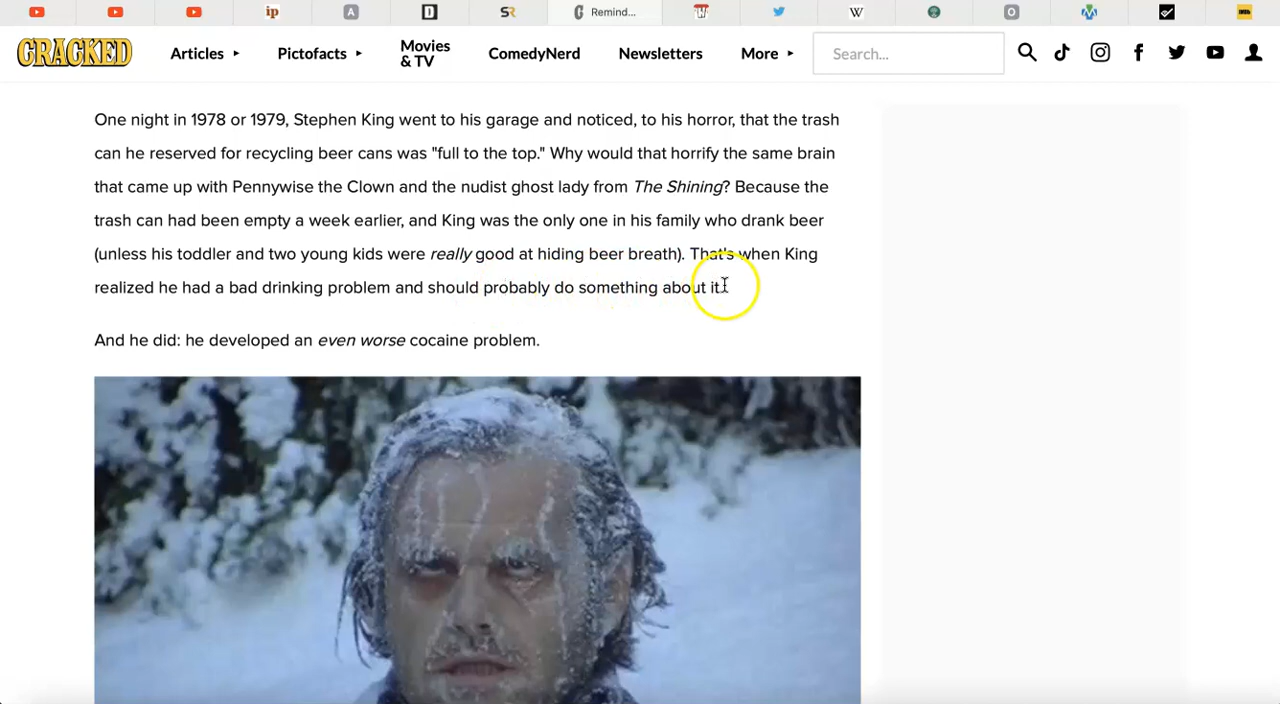 ip
A
D
SR
Remind...
W
O
CRACKED
Articles
Pictofacts
Movies
& TV
ComedyNerd
Newsletters
More
Search...
One night in 1978 or 1979, Stephen King went to his garage and noticed, to his horror, that the trash
can he reserved for recycling beer cans was "full to the top." Why would that horrify the same brain
that came up with Pennywise the Clown and the nudist ghost lady from The Shining? Because the
trash can had been empty a week earlier, and King was the only one in his family who drank beer
(unless his toddler and two young kids were really good at hiding beer breath). That's when King
realized he had a bad drinking problem and should probably do something about it.
And he did: he developed an even worse cocaine problem.